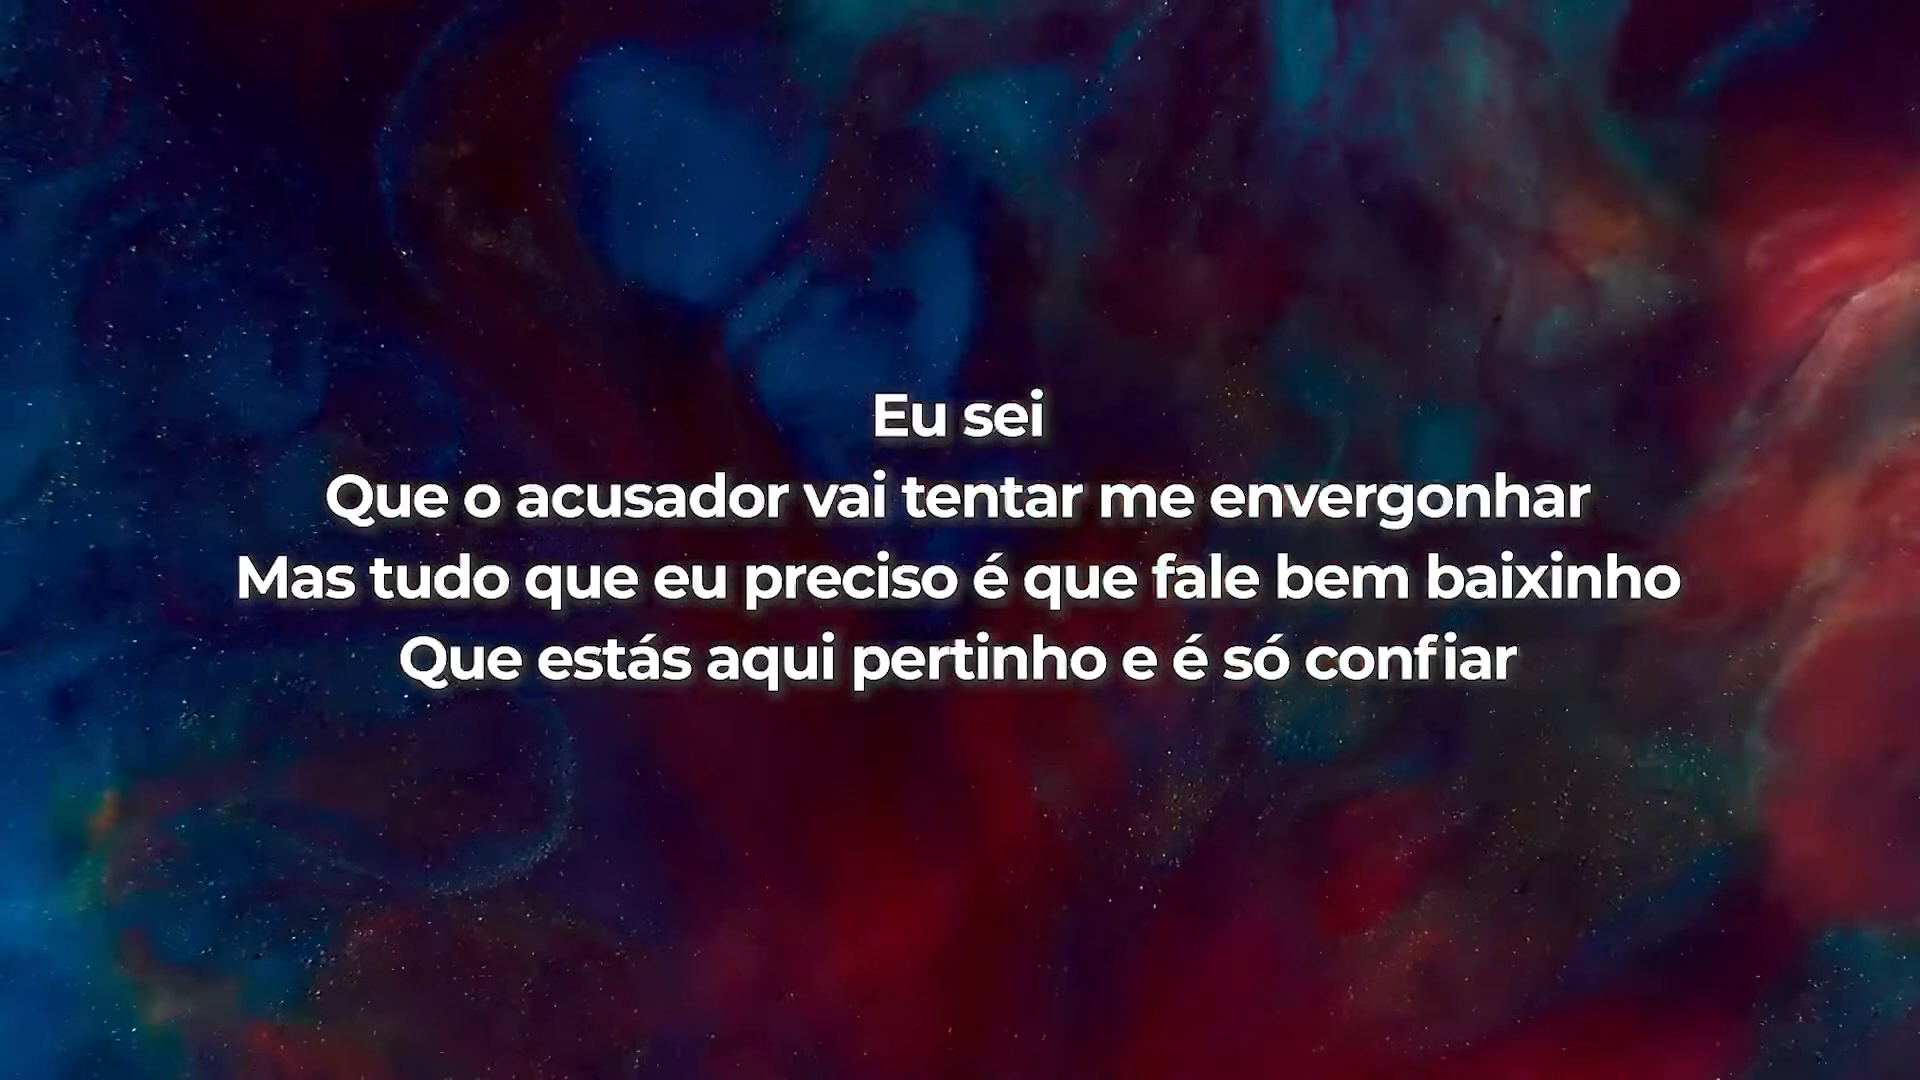 Eu sei
Que o acusador vai tentar me envergonhar
Mas tudo que eu preciso é que fale bem baixinho
Que estás aqui pertinho e é só confiar